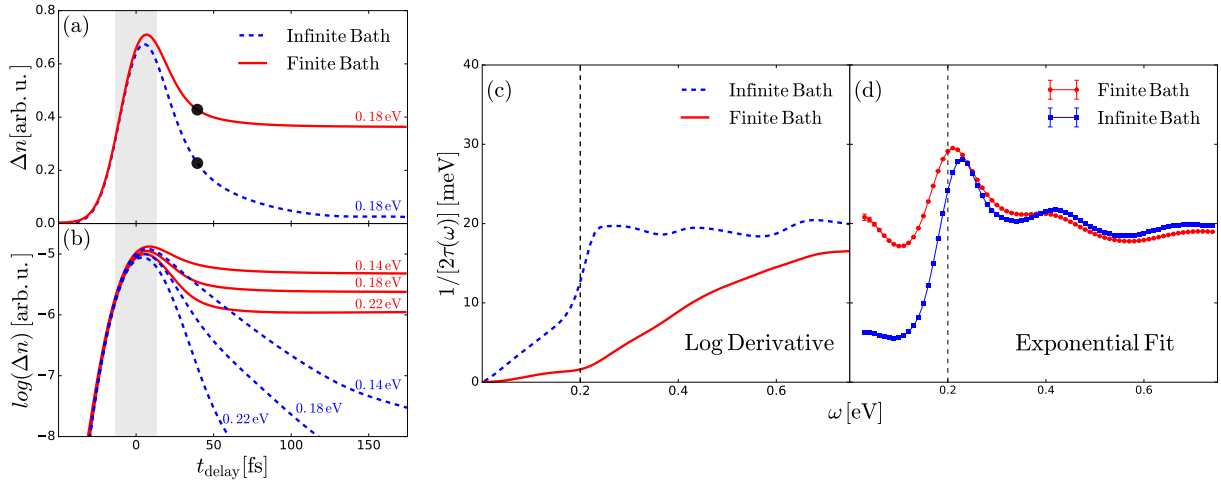 (a)
Infinite Bath
Finite Bath
0.18 eV
0.18 eV
Δn[arb. u.]
0.8
0.6
0.4
0.2
0.0
(b)
0.14 eV
0.18 eV
0.22 eV
0.14 eV
0.18 eV
0.22 eV
log(Δn) [arb. u.]
−5
−6
−7
−8
0
50
100
150
t_delay[fs]
(c)
Infinite Bath
Finite Bath
Log Derivative
1/[2πτ(ω)] [meV]
40
30
20
10
0
0.2
0.4
0.6
(d)
Finite Bath
Infinite Bath
Exponential Fit
0.2
0.4
0.6
ω [eV]